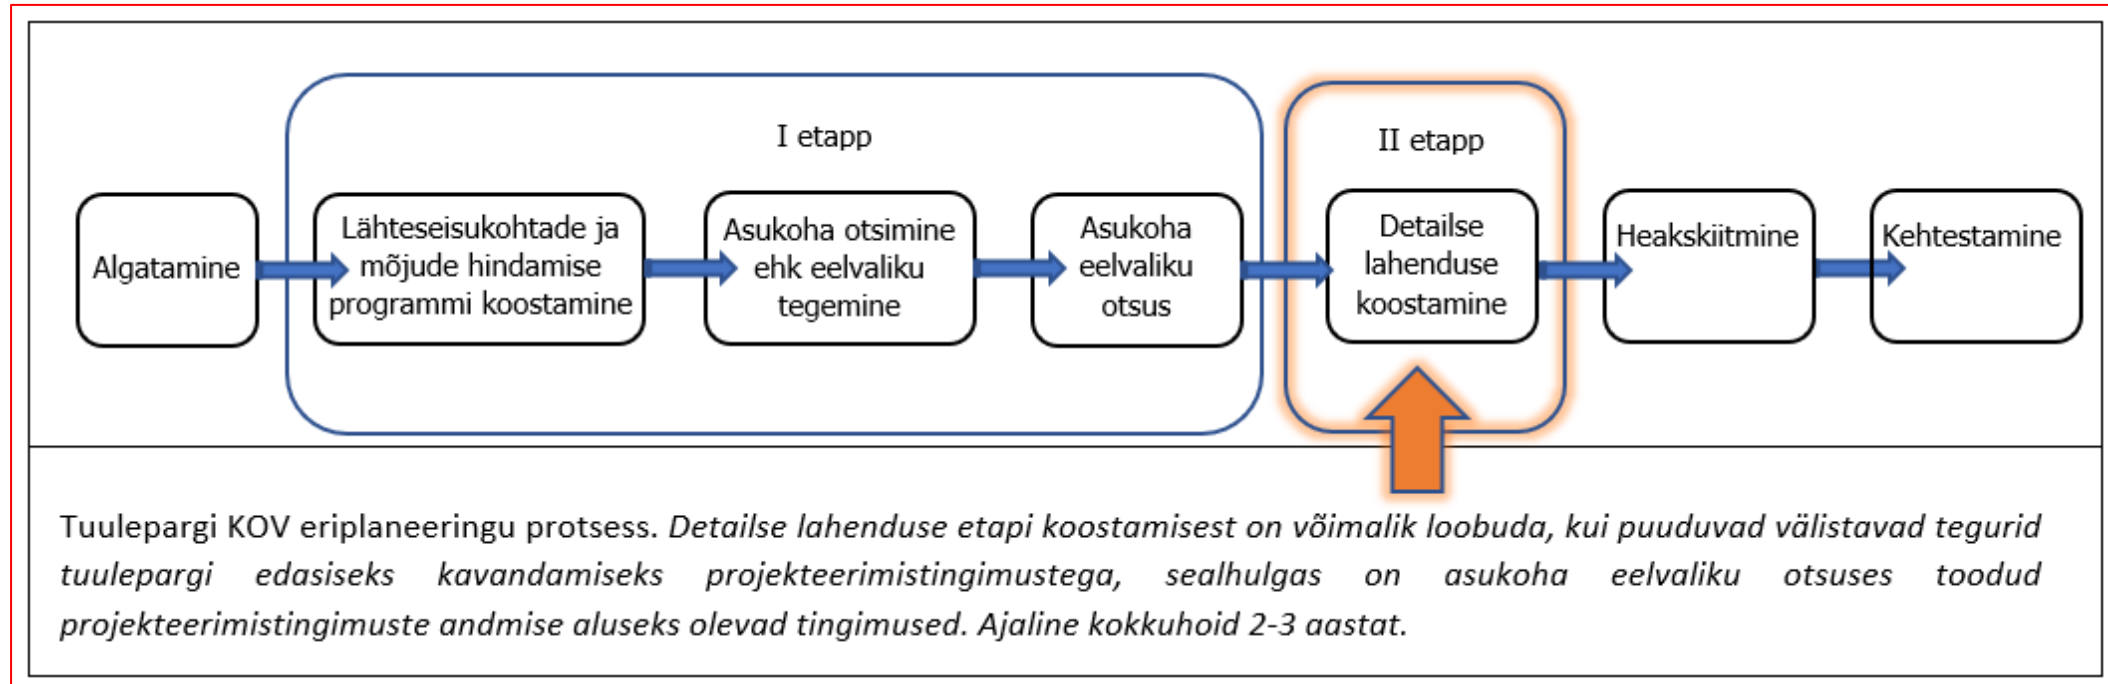 I etapp
II etapp
Algatamine
Lähteseisukohtade ja
mõjude hindamise
programmi koostamine
Asukoha otsimine
ehk eelvaliku
tegemine
Asukoha
eelvaliku
otsus
Detailse
lahenduse
koostamine
Heakskiitmine
Kehtestamine
Tuulepargi KOV eriplaneeringu protsess. Detailse lahenduse etapi koostamisest on võimalik loobuda, kui puuduvad välistavad tegurid
tuulepargi edasiseks kavandamiseks projekteerimistingimustega, sealhulgas on asukoha eelvaliku otsuses toodud
projekteerimistingimuste andmise aluseks olevad tingimused. Ajaline kokkuhoid 2-3 aastat.